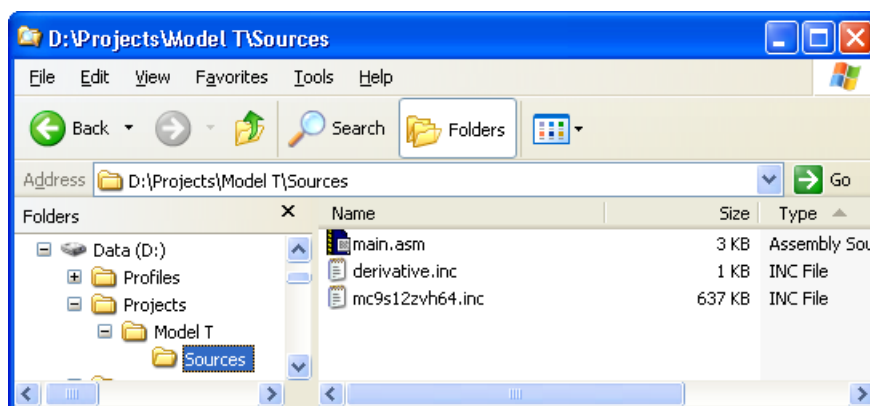 D:\Projects\Model T\Sources
File Edit View Favorites Tools Help
Back Search Folders
Address D:\Projects\Model T\Sources Go
Folders
Data (D:)
Profiles
Projects
Model T
Sources
Name Size Type
main.asm 3 KB Assembly Sou
derivative.inc 1 KB INC File
mc9s12zvh64.inc 637 KB INC File